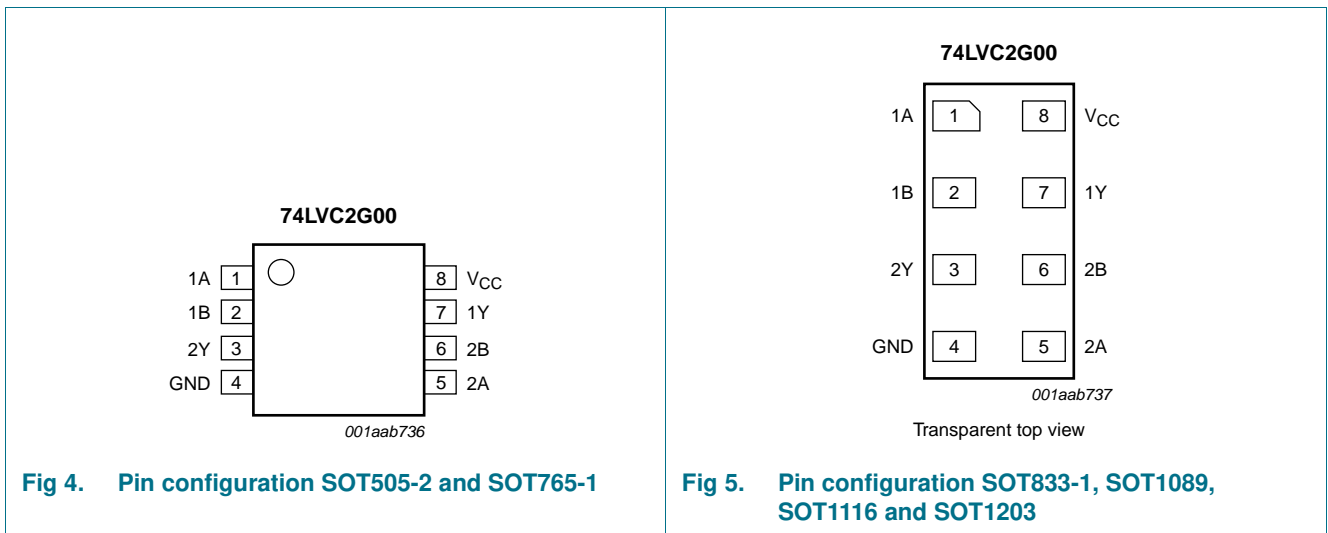 74LVC2G00
1A 1 8 VCC
1B 2 7 1Y
2Y 3 6 2B
GND 4 5 2A
001aab736
Fig 4. Pin configuration SOT505-2 and SOT765-1
74LVC2G00
1A 1 8 VCC
1B 2 7 1Y
2Y 3 6 2B
GND 4 5 2A
001aab737
Transparent top view
Fig 5. Pin configuration SOT833-1, SOT1089,
SOT1116 and SOT1203